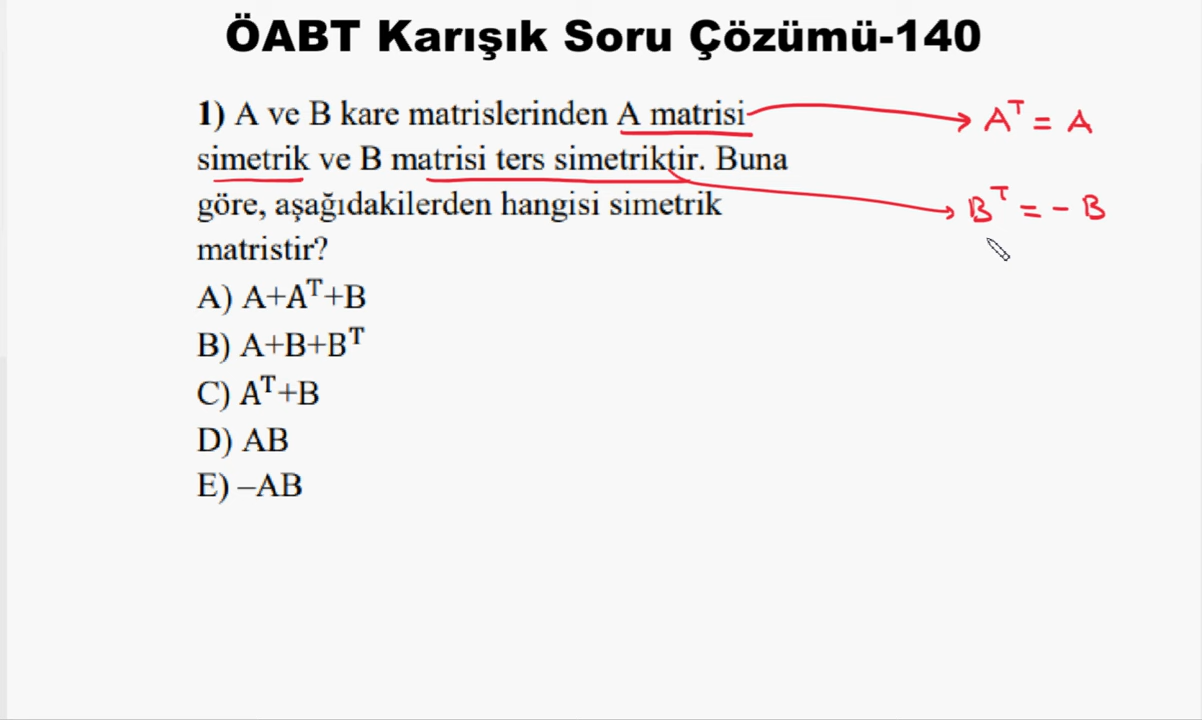 ÖABT Karışık Soru Çözümü-140
1) A ve B kare matrislerinden A matrisi
Aᵀ = A
simetrik ve B matrisi ters simetriktir. Buna
Bᵀ = - B
göre, aşağıdakilerden hangisi simetrik
matristir?
A) A+Aᵀ+B
B) A+B+Bᵀ
C) Aᵀ+B
D) AB
E) –AB